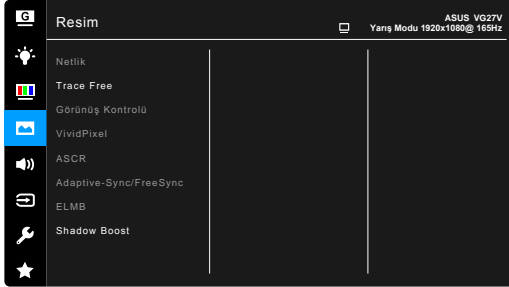 G
Resim
ASUS VG27V
Yarış Modu 1920x1080@ 165Hz
Netlik
Trace Free
Görünüş Kontrolü
VividPixel
ASCR
Adaptive-Sync/FreeSync
ELMB
Shadow Boost